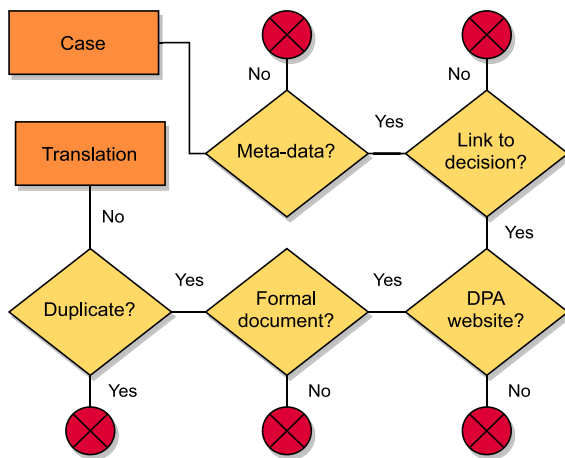 Case
No
No
Meta-data?
Yes
Link to
decision?
Translation
No
Yes
Duplicate?
Yes
Formal
document?
Yes
DPA
website?
Yes
No
No